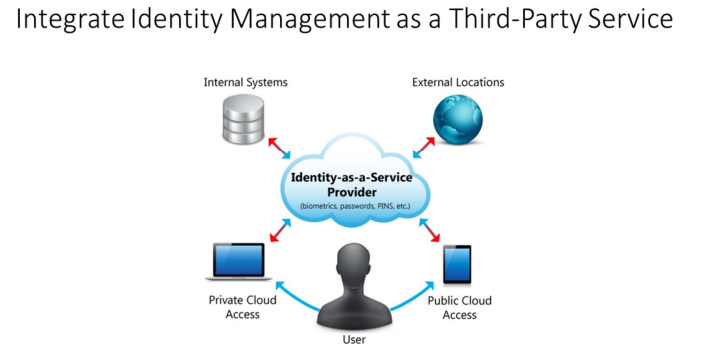 Integrate Identity Management as a Third-Party Service
Internal Systems
External Locations
Identity-as-a-Service
Provider
(biometrics, passwords, PINS, etc.)
Private Cloud
Access
Public Cloud
Access
User